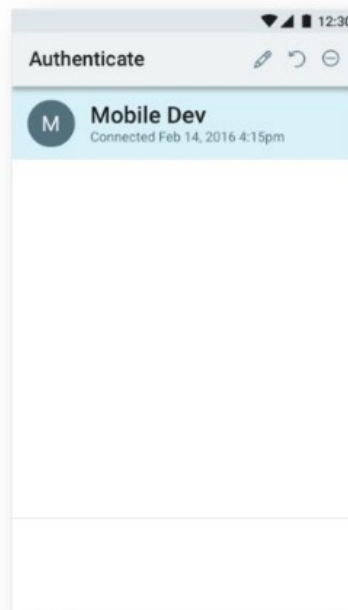 12:30
Authenticate
M
Mobile Dev
Connected Feb 14, 2016 4:15pm